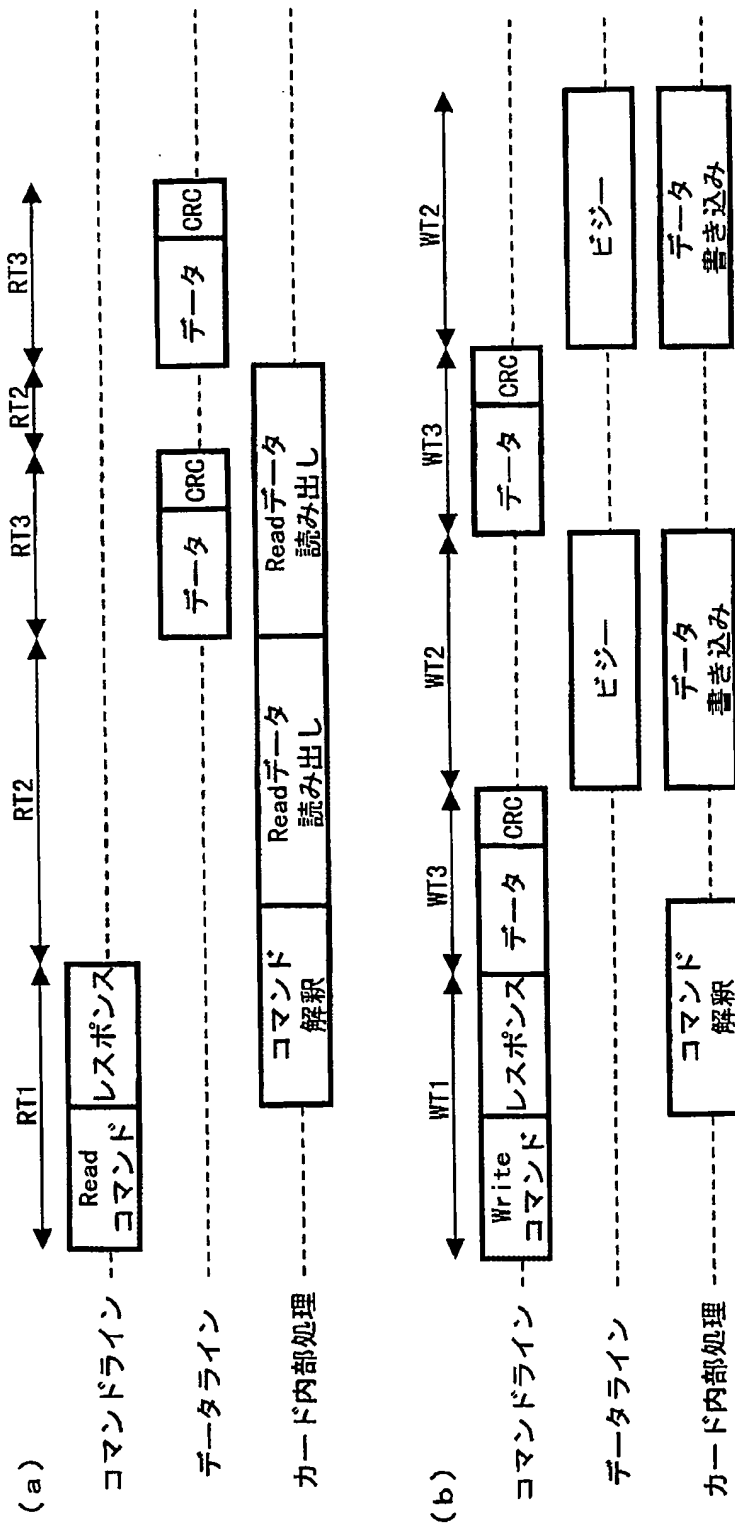 (a)
RT1
RT2
RT3
RT2
RT3
コマンドライン
Read
コマンド
レスポンス
データライン
データ
CRC
データ
CRC
カード内部処理
コマンド
解釈
Readデータ
読み出し
Readデータ
読み出し
(b)
WT1
WT3
WT2
WT3
WT2
コマンドライン
Write
コマンド
レスポンス
データ
CRC
データ
CRC
データライン
ビジー
ビジー
カード内部処理
コマンド
解釈
データ
書き込み
データ
書き込み